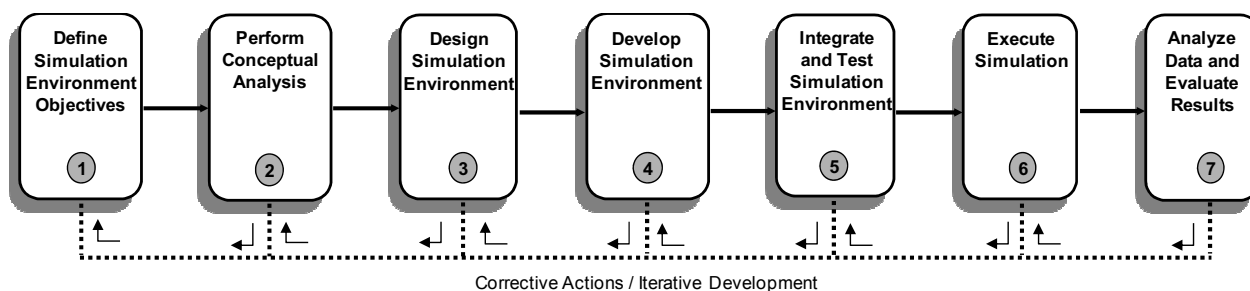 Define
Simulation
Environment
Objectives
1
Perform
Conceptual
Analysis
2
Design
Simulation
Environment
3
Develop
Simulation
Environment
4
Integrate
and Test
Simulation
Environment
5
Execute
Simulation
6
Analyze
Data and
Evaluate
Results
7
Corrective Actions / Iterative Development